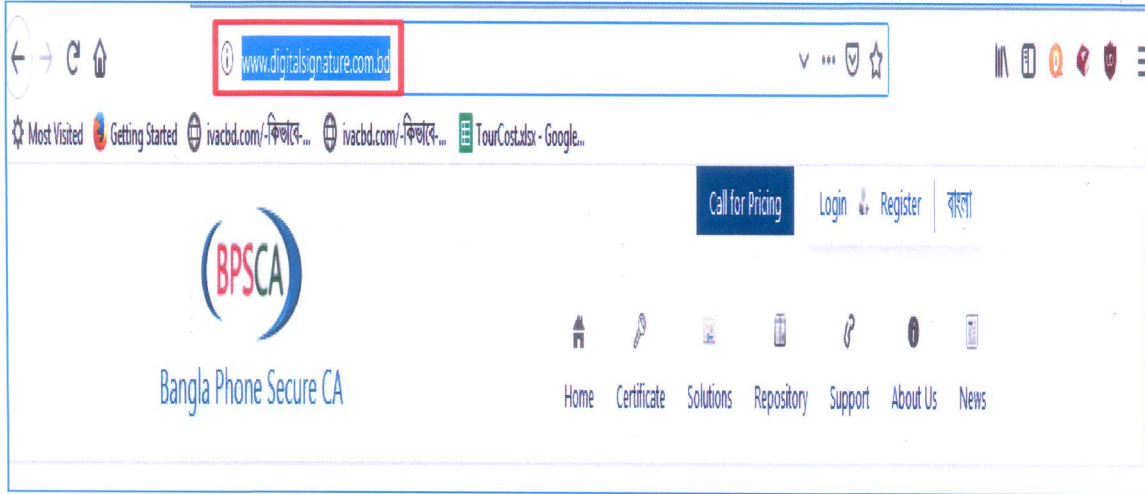 www.digitalsignature.com.bd
Most Visited Getting Started ivacbd.com/-কিভাবে-... ivacbd.com/-কিভাবে-... TourCost.xlsx - Google...
Call for Pricing Login Register বাংলা
BPSCA
Bangla Phone Secure CA
Home Certificate Solutions Repository Support About Us News